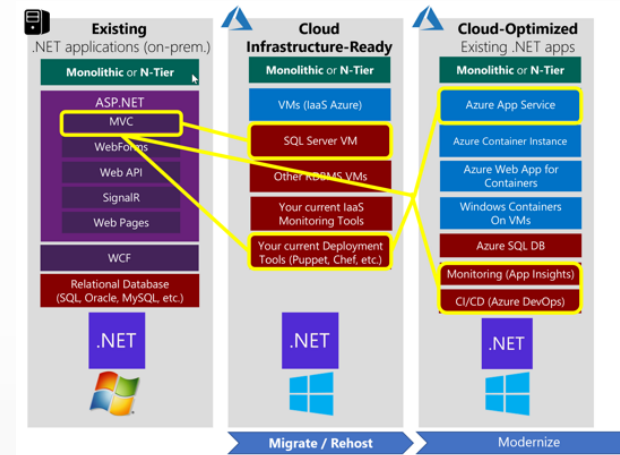 Existing
.NET applications (on-prem.)
Monolithic or N-Tier
ASP.NET
MVC
WebForms
Web API
SignalR
Web Pages
WCF
Relational Database
(SQL, Oracle, MySQL, etc.)
.NET
Cloud
Infrastructure-Ready
Monolithic or N-Tier
VMs (IaaS Azure)
SQL Server VM
Other RDBMS VMs
Your current IaaS
Monitoring Tools
Your current Deployment
Tools (Puppet, Chef, etc.)
.NET
Migrate / Rehost
Cloud-Optimized
Existing .NET apps
Monolithic or N-Tier
Azure App Service
Azure Container Instance
Azure Web App for
Containers
Windows Containers
On VMs
Azure SQL DB
Monitoring (App Insights)
CI/CD (Azure DevOps)
.NET
Modernize